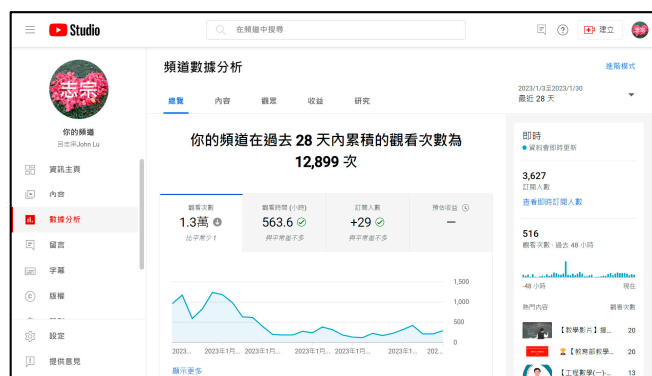 Studio
在頻道中搜尋
建立
志宗
你的頻道
呂志宗John Lu
資訊主頁
內容
數據分析
留言
字幕
版權
設定
提供意見
頻道數據分析
進階模式
總覽 內容 觀眾 收益 研究
2023/1/3至2023/1/30
最近 28 天
你的頻道在過去 28 天內累積的觀看次數為
12,899 次
觀看次數
1.3萬
比平常少 1
觀看時間 (小時)
563.6
與平常差不多
訂閱人數
+29
與平常差不多
預估收益
—
1,500
1,000
500
0
2023... 2023年1月... 2023年1月... 2023年1月... 2023年1月... 2023年1... 202...
顯示更多
即時
資料會即時更新
3,627
訂閱人數
查看即時訂閱人數
516
觀看次數 · 過去 48 小時
-48 小時 現在
熱門內容 觀看次數
【教學影片】提... 20
【教育部教學... 20
【工程數學(一)-... 13